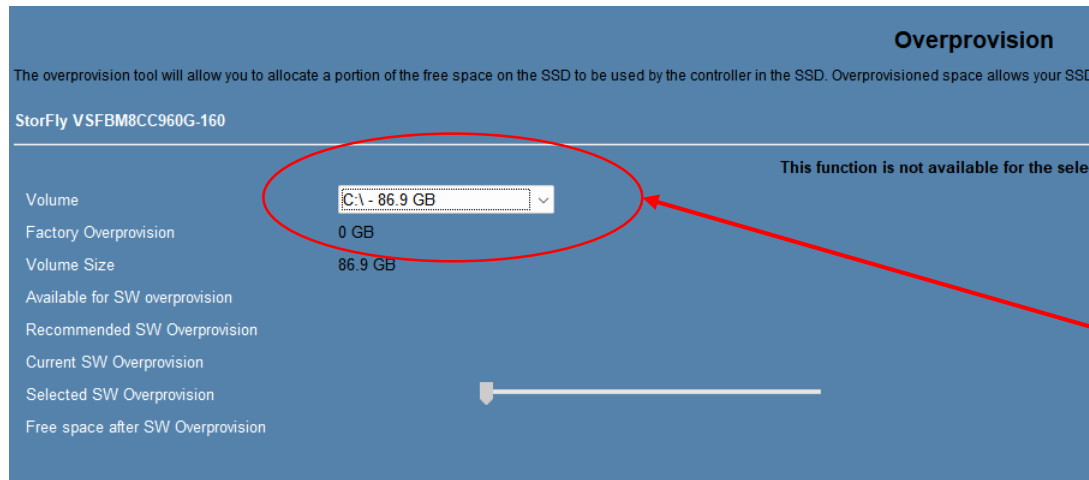 Overprovision
The overprovision tool will allow you to allocate a portion of the free space on the SSD to be used by the controller in the SSD. Overprovisioned space allows your SSD
StorFly VSFBM8CC960G-160
This function is not available for the sele
Volume C:\ - 86.9 GB
Factory Overprovision 0 GB
Volume Size 86.9 GB
Available for SW overprovision
Recommended SW Overprovision
Current SW Overprovision
Selected SW Overprovision
Free space after SW Overprovision